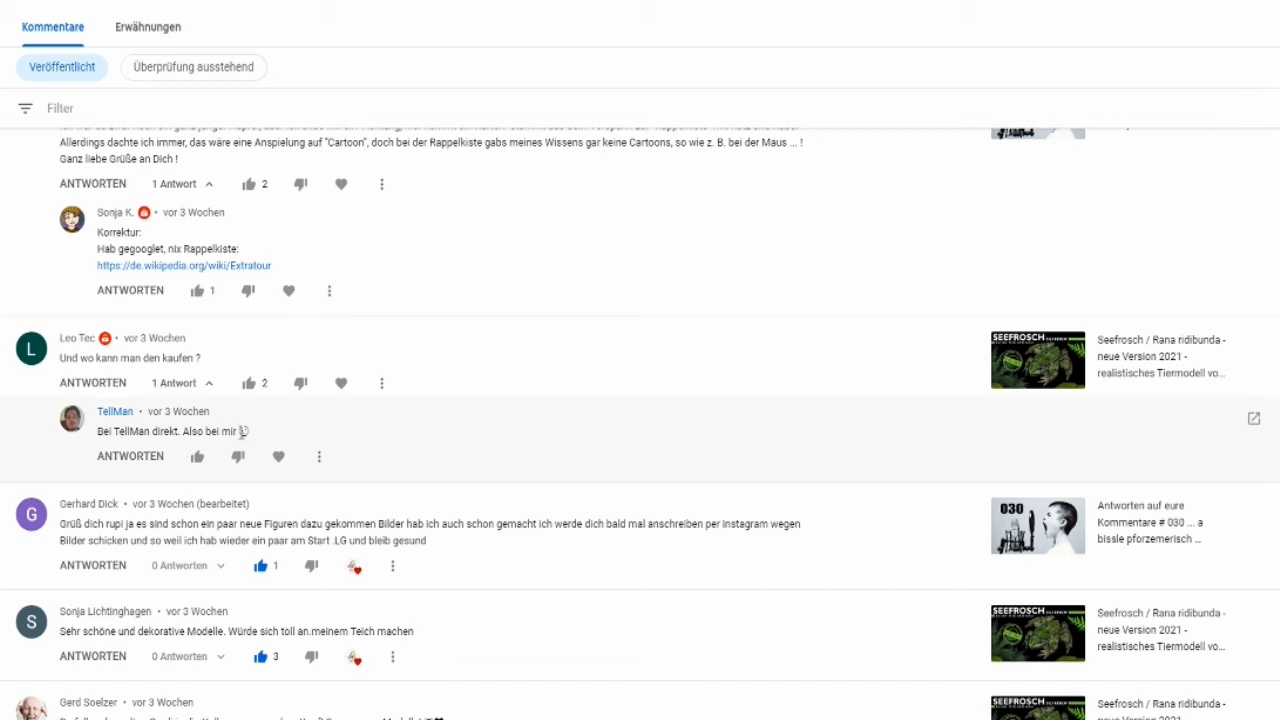 Kommentare
Erwähnungen
Veröffentlicht
Überprüfung ausstehend
Filter
Allerdings dachte ich immer, das wäre eine Anspielung auf "Cartoon", doch bei der Rappelkiste gabs meines Wissens gar keine Cartoons, so wie z. B. bei der Maus ... !
Ganz liebe Grüße an Dich !
ANTWORTEN 1 Antwort 2
Sonja K. • vor 3 Wochen
Korrektur:
Hab gegooglet, nix Rappelkiste:
https://de.wikipedia.org/wiki/Extratour
ANTWORTEN 1
L
Leo Tec • vor 3 Wochen
Und wo kann man den kaufen ?
ANTWORTEN 1 Antwort 2
SEEFROSCH
Seefrosch / Rana ridibunda -
neue Version 2021 -
realistisches Tiermodell vo...
TellMan • vor 3 Wochen
Bei TellMan direkt. Also bei mir
ANTWORTEN
G
Gerhard Dick • vor 3 Wochen (bearbeitet)
Grüß dich rupi ja es sind schon ein paar neue Figuren dazu gekommen Bilder hab ich auch schon gemacht ich werde dich bald mal anschreiben per instagram wegen
Bilder schicken und so weil ich hab wieder ein paar am Start .LG und bleib gesund
ANTWORTEN 0 Antworten 1
030
Antworten auf eure
Kommentare # 030 ... a
bissle pforzemerisch ...
S
Sonja Lichtinghagen • vor 3 Wochen
Sehr schöne und dekorative Modelle. Würde sich toll an.meinem Teich machen
ANTWORTEN 0 Antworten 3
SEEFROSCH
Seefrosch / Rana ridibunda -
neue Version 2021 -
realistisches Tiermodell vo...
Gerd Soelzer • vor 3 Wochen
SEEFROSCH
Seefrosch / Rana ridibunda -
neue Version 2021 -